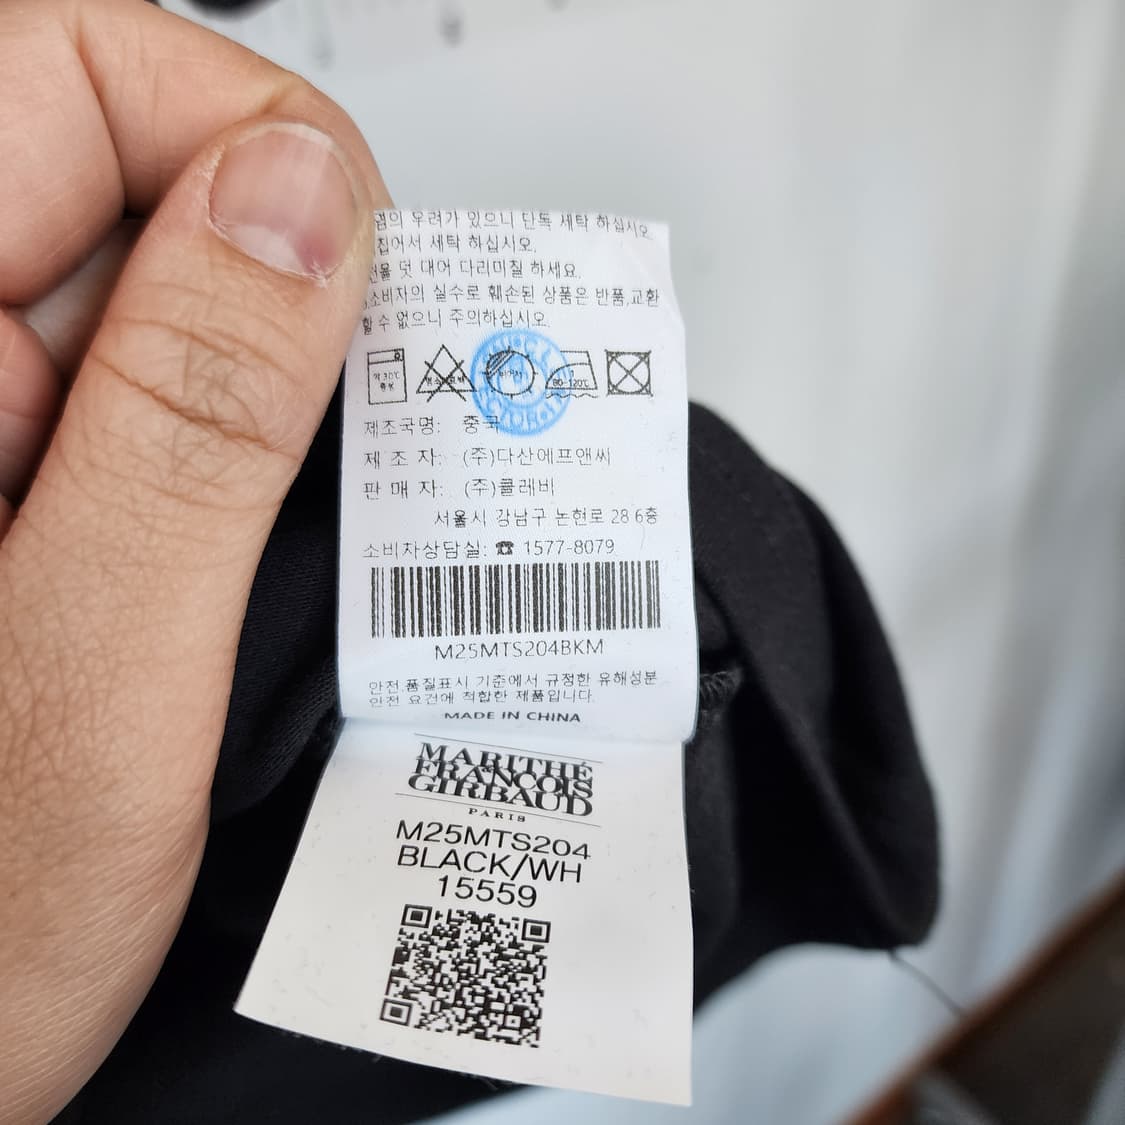 우려가 있으니 단독 세탁 하십시오.
집어서 세탁 하십시오.
덧 대어 다리미칠 하세요.
소비자의 실수로 훼손된 상품은 반품,교환
할 수 없으니 주의하십시오.
약 30℃
중성
80~120℃
제조국명: 중국
제 조 자: (주)다산에프앤씨
판 매 자: (주)클레비
서울시 강남구 논현로 28 6층
소비자상담실: ☎ 1577-8079
M25MTS204BKM
안전.품질표시 기준에서 규정한 유해성분
안전 요건에 적합한 제품입니다.
MADE IN CHINA
MARITHÉ
FRANÇOIS
GIRBAUD
PARIS
M25MTS204
BLACK/WH
15559